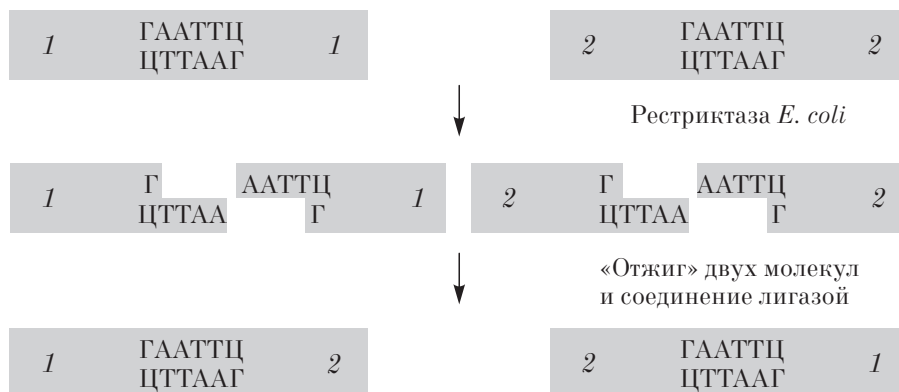 1 ГААТТЦ 1 2 ГААТТЦ 2
ЦТТААГ ЦТТААГ
Рестриктаза E. coli
1 Г ААТТЦ 1 2 Г ААТТЦ 2
ЦТТАА Г ЦТТАА Г
«Отжиг» двух молекул
и соединение лигазой
1 ГААТТЦ 2 2 ГААТТЦ 1
ЦТТААГ ЦТТААГ